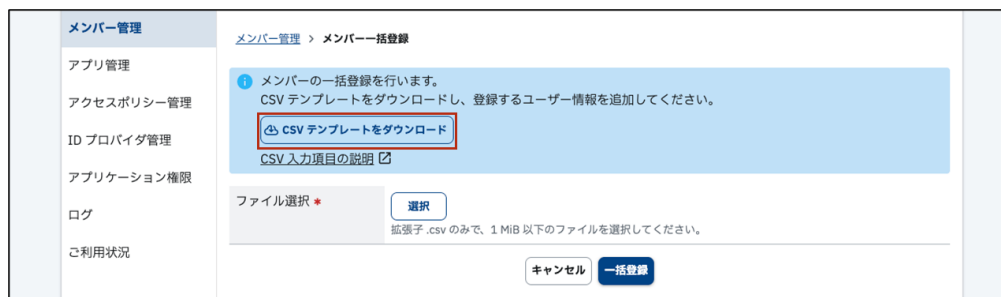 メンバー管理
アプリ管理
アクセスポリシー管理
ID プロバイダ管理
アプリケーション権限
ログ
ご利用状況
メンバー管理 > メンバー一括登録
メンバーの一括登録を行います。
CSV テンプレートをダウンロードし、登録するユーザー情報を追加してください。
CSV テンプレートをダウンロード
CSV 入力項目の説明
ファイル選択 *
選択
拡張子 .csv のみで、1 MiB 以下のファイルを選択してください。
キャンセル 一括登録